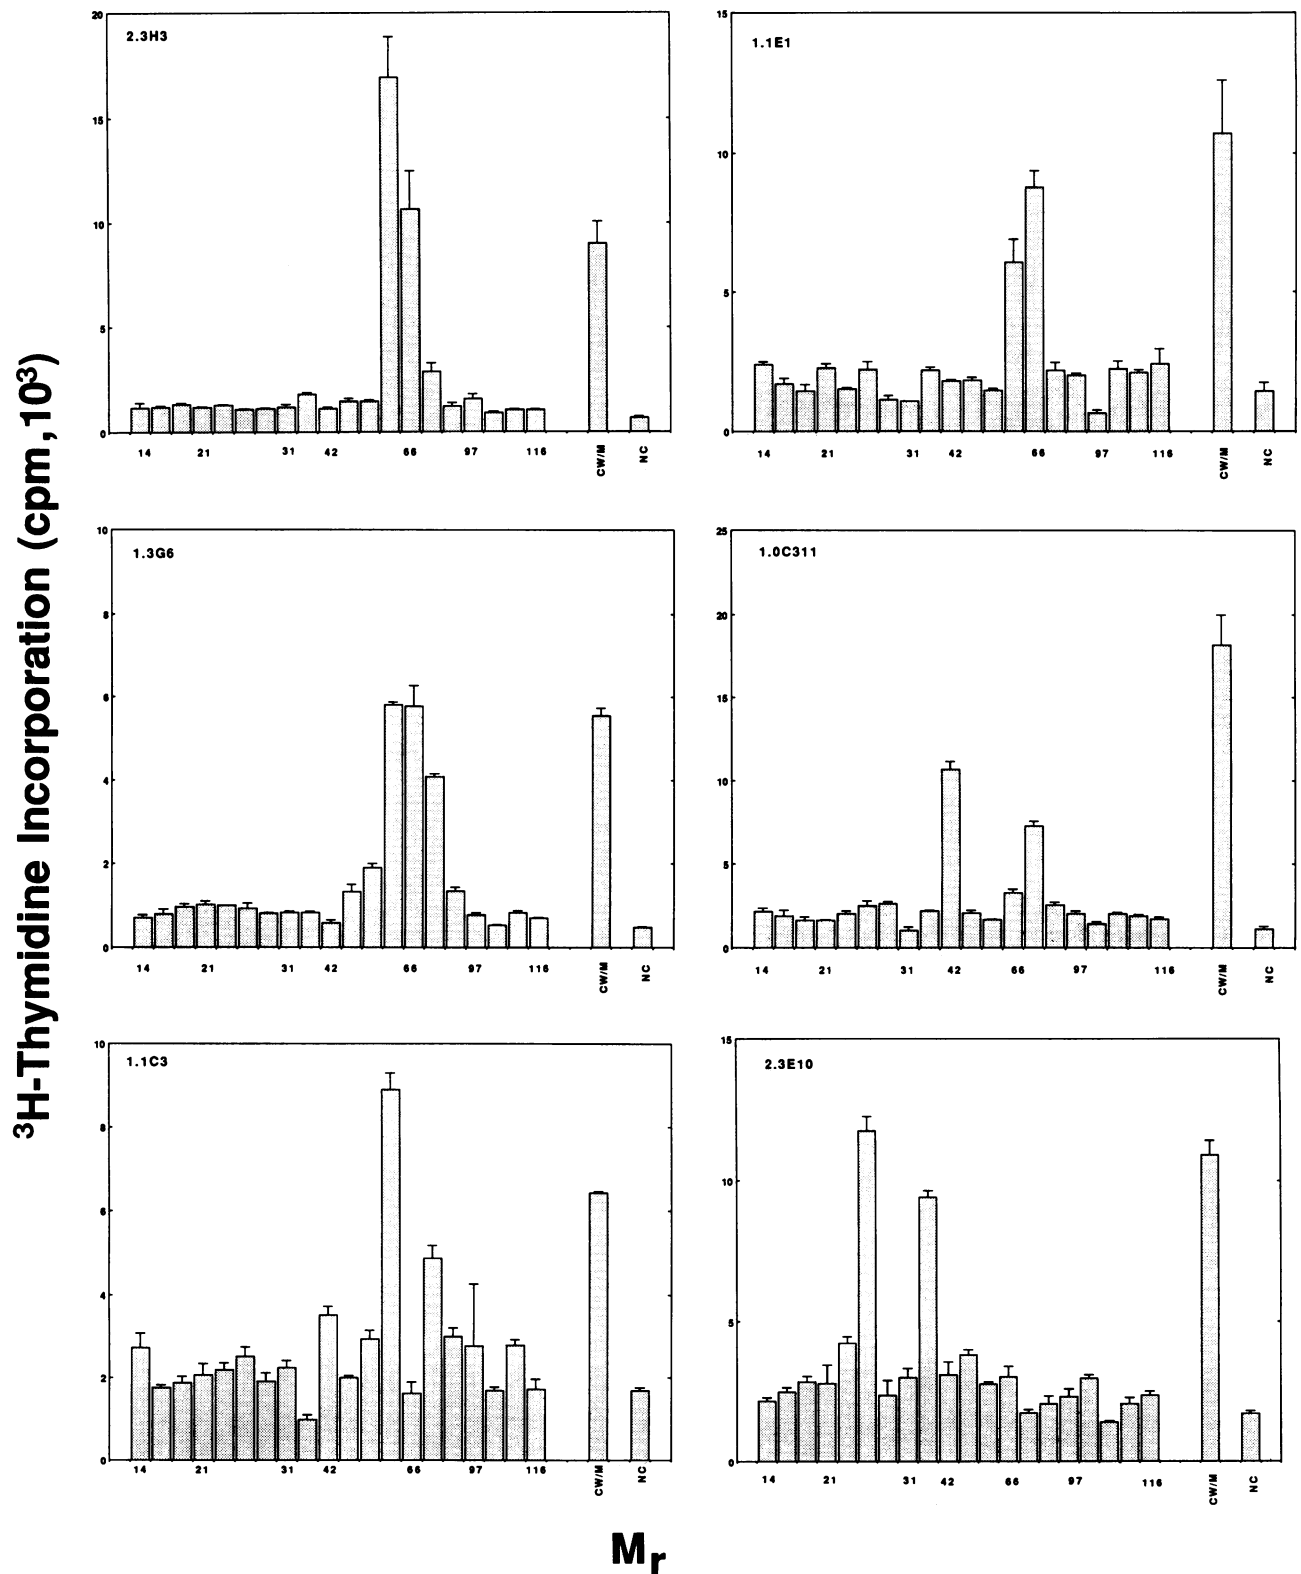 ³H-Thymidine Incorporation (cpm,10³)
2.3H3
20
15
10
5
0
14 21 31 42 66 97 116 CW/M NC
1.1E1
15
10
5
0
14 21 31 42 66 97 116 CW/M NC
1.3G6
10
8
6
4
2
0
14 21 31 42 66 97 116 CW/M NC
1.0C311
25
20
15
10
5
0
14 21 31 42 66 97 116 CW/M NC
1.1C3
10
8
6
4
2
0
14 21 31 42 66 97 116 CW/M NC
2.3E10
15
10
5
0
14 21 31 42 66 97 116 CW/M NC
Mr